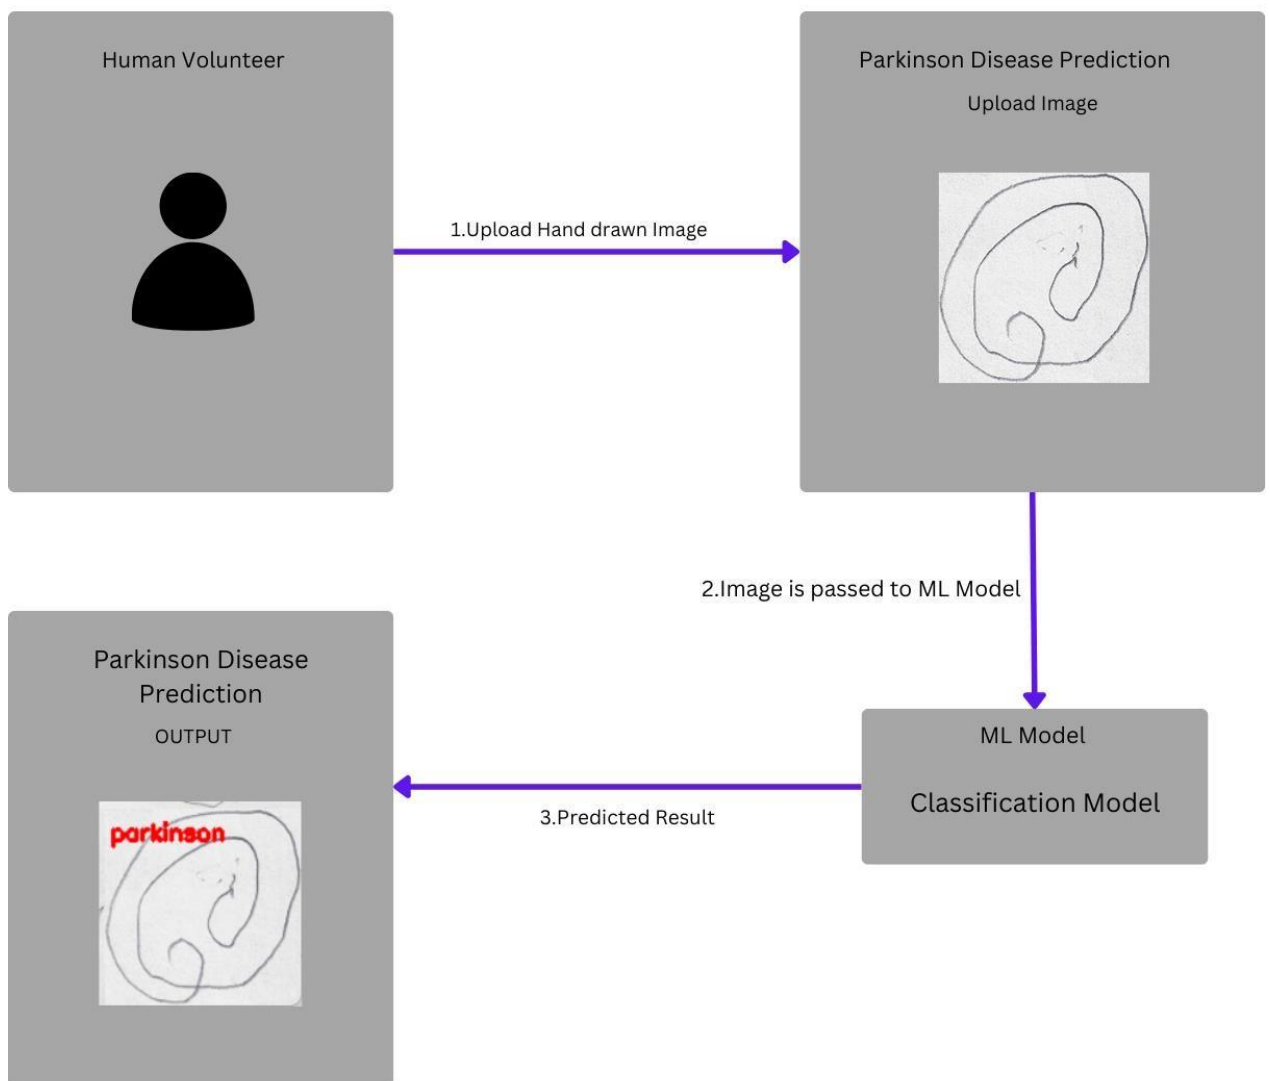 Human Volunteer
1.Upload Hand drawn Image
Parkinson Disease Prediction
Upload Image
2.Image is passed to ML Model
ML Model
Classification Model
3.Predicted Result
Parkinson Disease
Prediction
OUTPUT
parkinson